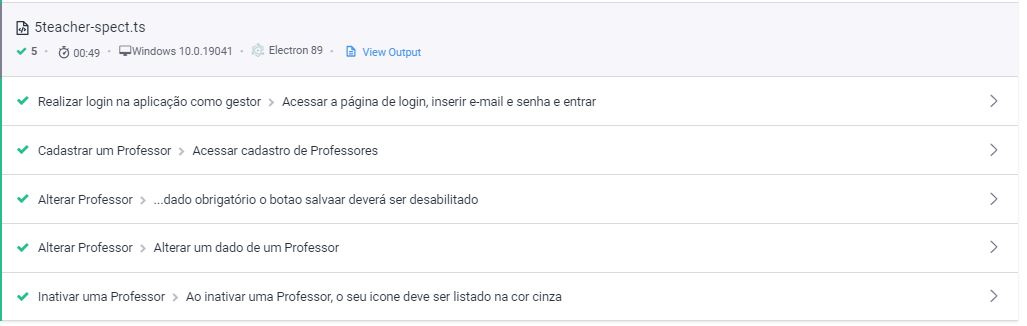 5teacher-spect.ts
5 · 00:49 · Windows 10.0.19041 · Electron 89 · View Output
Realizar login na aplicação como gestor > Acessar a página de login, inserir e-mail e senha e entrar
Cadastrar um Professor > Acessar cadastro de Professores
Alterar Professor > ...dado obrigatório o botao salvaar deverá ser desabilitado
Alterar Professor > Alterar um dado de um Professor
Inativar uma Professor > Ao inativar uma Professor, o seu icone deve ser listado na cor cinza